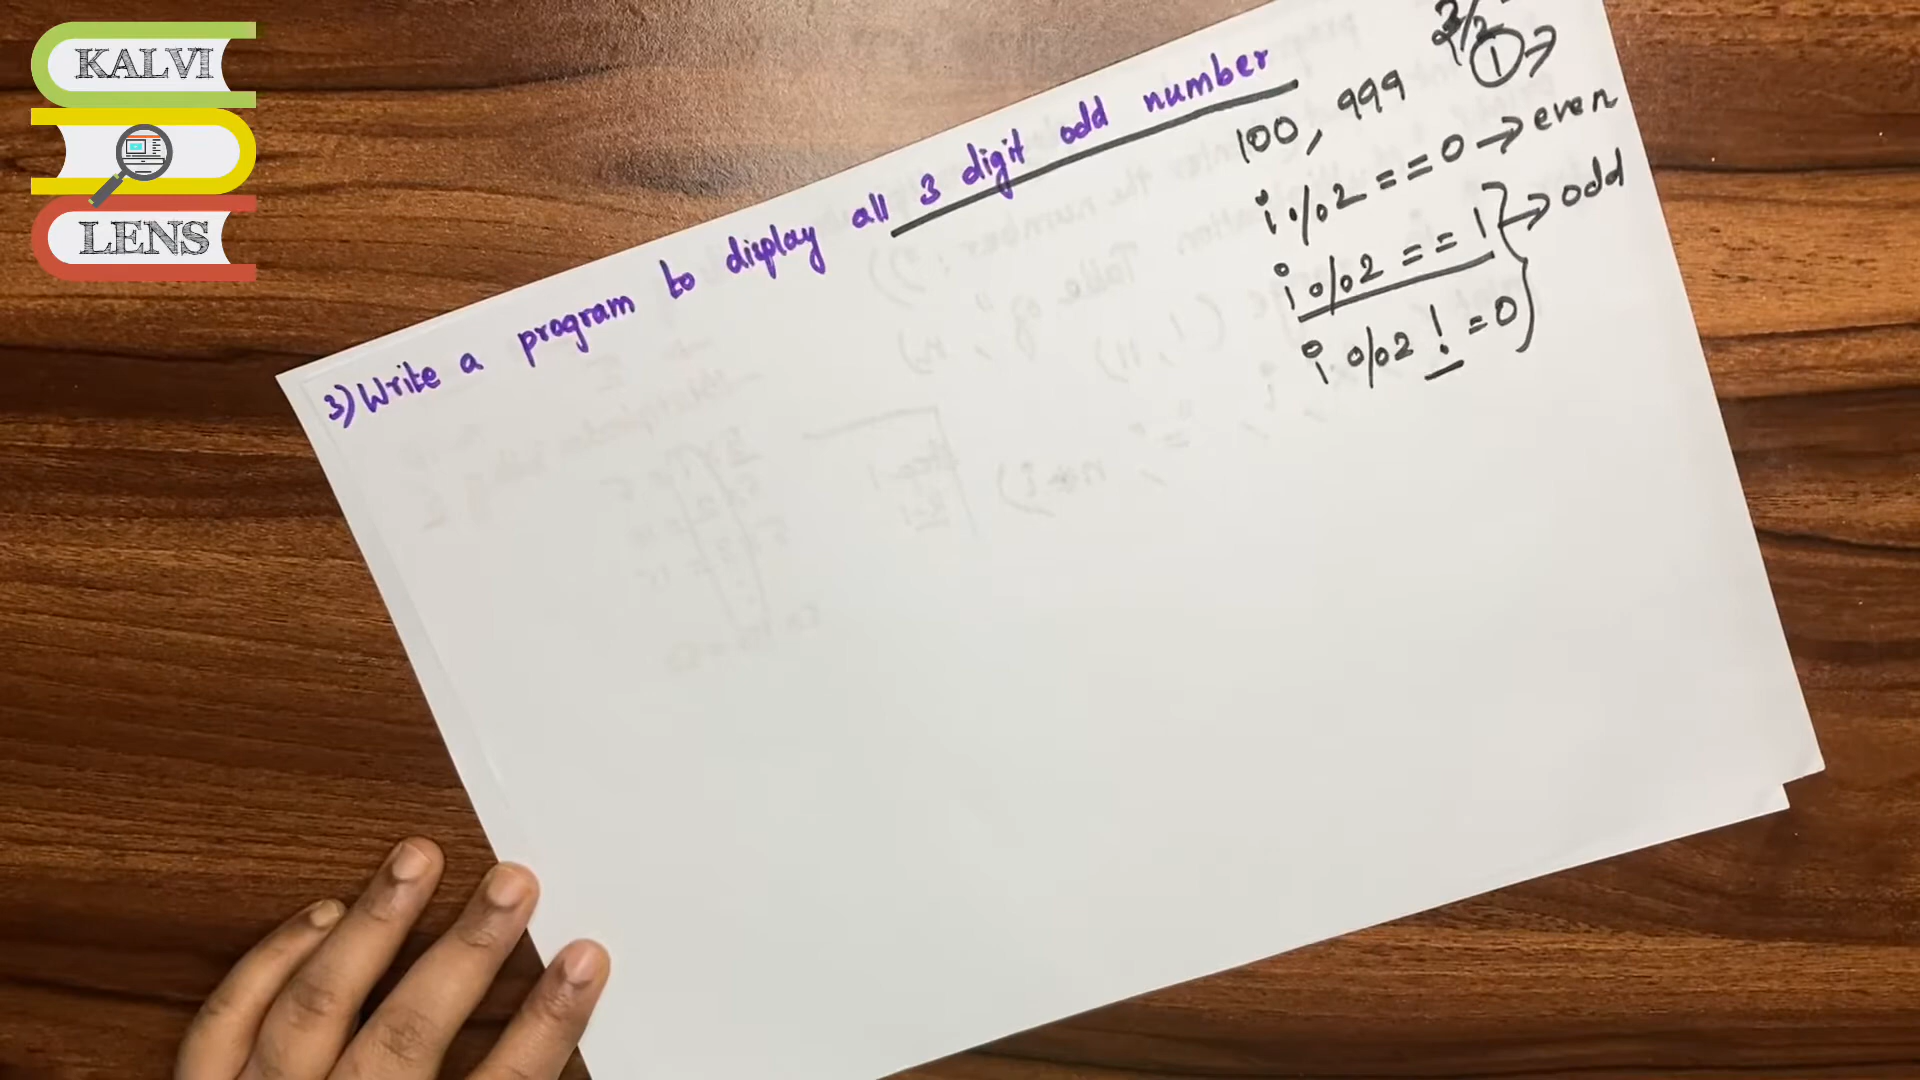 KALVI
LENS
3) Write a program to display all 3 digit odd number
100, 999
①→
i%2==0→even
i%2==1 →odd
i%2!=0